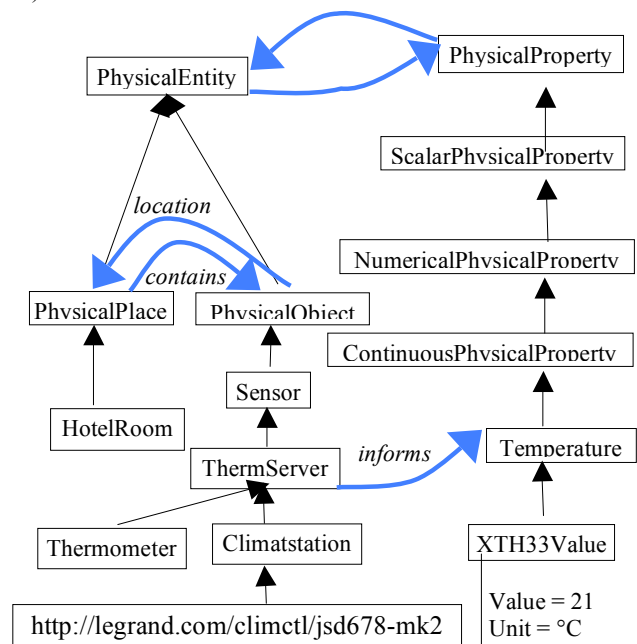 PhysicalProperty
PhysicalEntity
ScalarPhysicalProperty
location
NumericalPhysicalProperty
contains
PhysicalPlace
PhysicalObject
ContinuousPhysicalProperty
Sensor
HotelRoom
informs
Temperature
ThermServer
Thermometer
Climatstation
XTH33Value
Value = 21
http://legrand.com/climctl/jsd678-mk2
Unit = °C